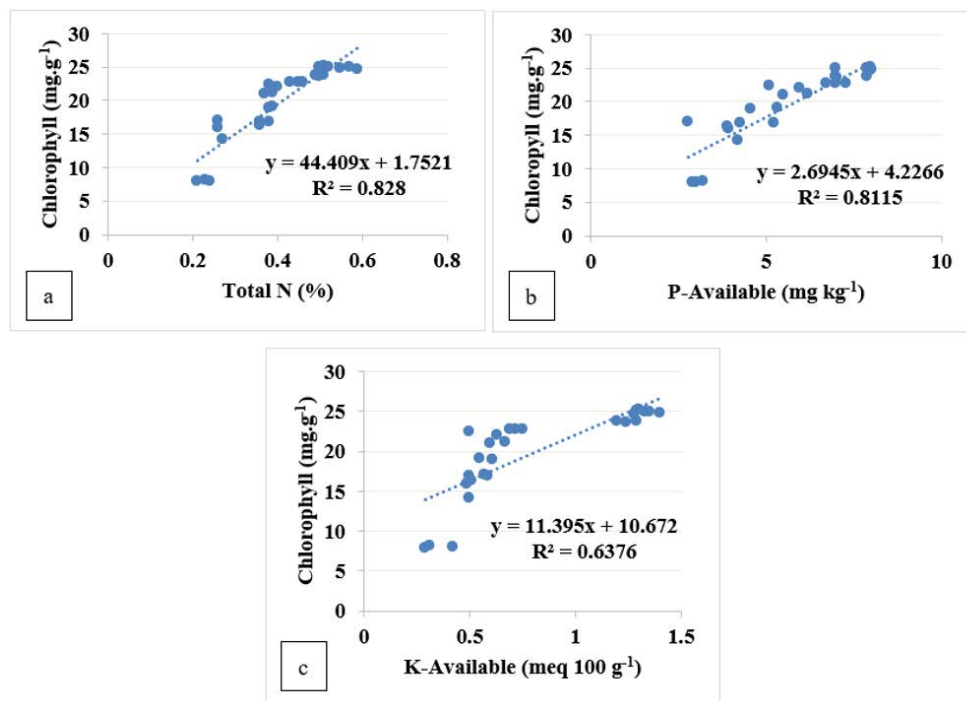 30
25
20
15
10
5
0
Chlorophyll (mg.g-1)
y = 44.409x + 1.7521
R² = 0.828
0 0.2 0.4 0.6 0.8
Total N (%)
a
30
25
20
15
10
5
0
Chloropyll (mg.g-1)
y = 2.6945x + 4.2266
R² = 0.8115
0 5 10
P-Available (mg kg-1)
b
30
25
20
15
10
5
0
Chlorophyll (mg.g-1)
y = 11.395x + 10.672
R² = 0.6376
0 0.5 1 1.5
K-Available (meq 100 g-1)
c